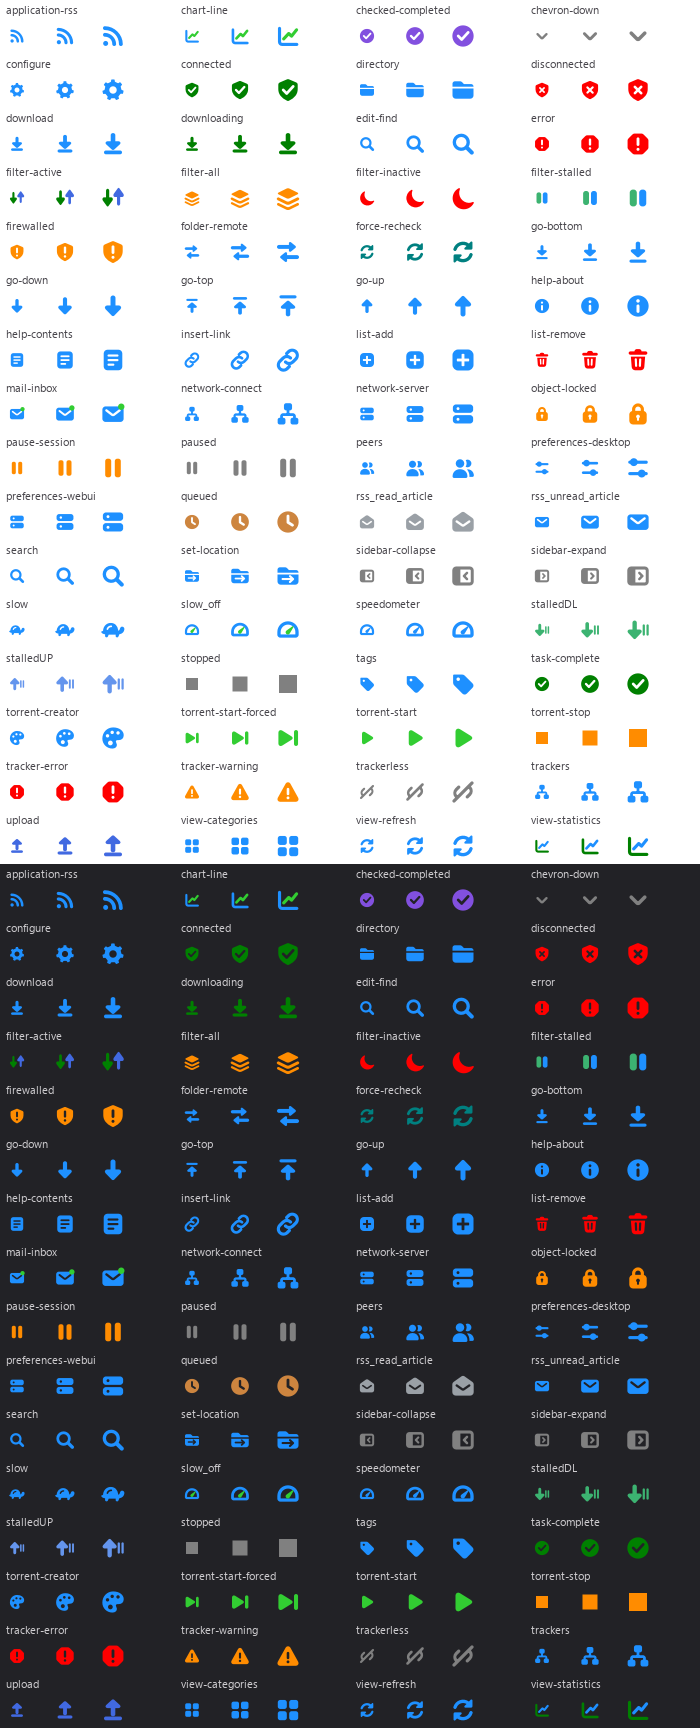 application-rss chart-line checked-completed chevron-down
configure connected directory disconnected
download downloading edit-find error
filter-active filter-all filter-inactive filter-stalled
firewalled folder-remote force-recheck go-bottom
go-down go-top go-up help-about
help-contents insert-link list-add list-remove
mail-inbox network-connect network-server object-locked
pause-session paused peers preferences-desktop
preferences-webui queued rss_read_article rss_unread_article
search set-location sidebar-collapse sidebar-expand
slow slow_off speedometer stalledDL
stalledUP stopped tags task-complete
torrent-creator torrent-start-forced torrent-start torrent-stop
tracker-error tracker-warning trackerless trackers
upload view-categories view-refresh view-statistics
application-rss chart-line checked-completed chevron-down
configure connected directory disconnected
download downloading edit-find error
filter-active filter-all filter-inactive filter-stalled
firewalled folder-remote force-recheck go-bottom
go-down go-top go-up help-about
help-contents insert-link list-add list-remove
mail-inbox network-connect network-server object-locked
pause-session paused peers preferences-desktop
preferences-webui queued rss_read_article rss_unread_article
search set-location sidebar-collapse sidebar-expand
slow slow_off speedometer stalledDL
stalledUP stopped tags task-complete
torrent-creator torrent-start-forced torrent-start torrent-stop
tracker-error tracker-warning trackerless trackers
upload view-categories view-refresh view-statistics